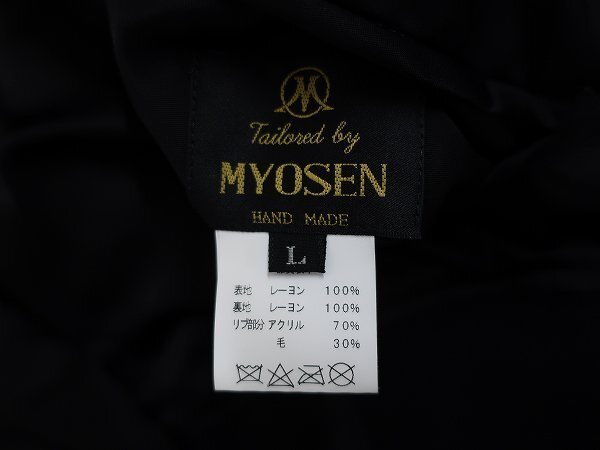 M
Tailored by
MYOSEN
HAND MADE
L
表地 レーヨン 100%
裏地 レーヨン 100%
リブ部分 アクリル 70%
毛 30%